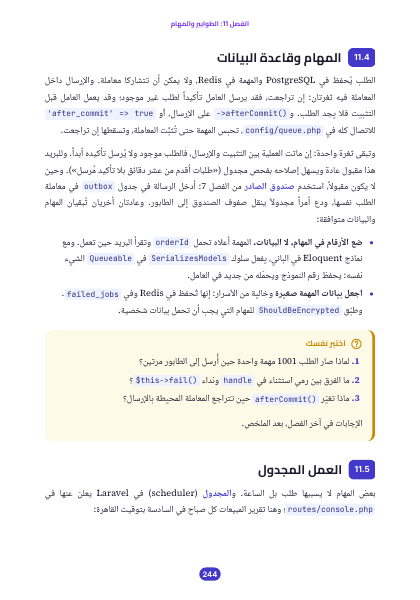 الفصل 11: الطوابير والمهام
11.4 المهام وقاعدة البيانات
الطلب يُحفظ في PostgreSQL والمهمة في Redis، ولا يمكن أن تتشاركا معاملة. والإرسال داخل
المعاملة فيه ثغرتان: إن تراجعت، فقد يرسل العامل تأكيداً لطلب غير موجود؛ وقد يعمل العامل قبل
التثبيت فلا يجد الطلب. و ->afterCommit() على الإرسال، أو 'after_commit' => true
للاتصال كله في config/queue.php، تحبس المهمة حتى تُثبَّت المعاملة، وتسقطها إن تراجعت.
وتبقى ثغرة واحدة: إن ماتت العملية بين التثبيت والإرسال، فالطلب موجود ولا يُرسل تأكيده أبداً. وللبريد
هذا مقبول عادة ويسهل إصلاحه بفحص مجدول («طلبات أقدم من عشر دقائق بلا تأكيد مُرسل»). وحين
لا يكون مقبولاً، استخدم صندوق الصادر من الفصل 7: أدخل الرسالة في جدول outbox في معاملة
الطلب نفسها، ودع أمراً مجدولاً ينقل صفوف الصندوق إلى الطابور. وعادتان أخريان تُبقيان المهام
والبيانات متوافقة:
• ضع الأرقام في المهام، لا البيانات. المهمة أعلاه تحمل orderId وتقرأ البريد حين تعمل. ومع
نماذج Eloquent في الباني، يفعل سلوك SerializesModels في Queueable الشيء
نفسه: يحفظ رقم النموذج ويحمّله من جديد في العامل.
• اجعل بيانات المهمة صغيرة وخالية من الأسرار: إنها تُحفظ في Redis وفي failed_jobs.
وطبّق ShouldBeEncrypted للمهام التي يجب أن تحمل بيانات شخصية.
اختبر نفسك
1. لماذا صار الطلب 1001 مهمة واحدة حين أُرسل إلى الطابور مرتين؟
2. ما الفرق بين رمي استثناء في handle ونداء $this->fail()؟
3. ماذا تغيّر afterCommit() حين تتراجع المعاملة المحيطة بالإرسال؟
الإجابات في آخر الفصل، بعد الملخص.
11.5 العمل المجدول
بعض المهام لا يسببها طلب بل الساعة. والمجدول (scheduler) في Laravel يعلن عنها في
routes/console.php؛ وهنا تقرير المبيعات كل صباح في السادسة بتوقيت القاهرة:
244